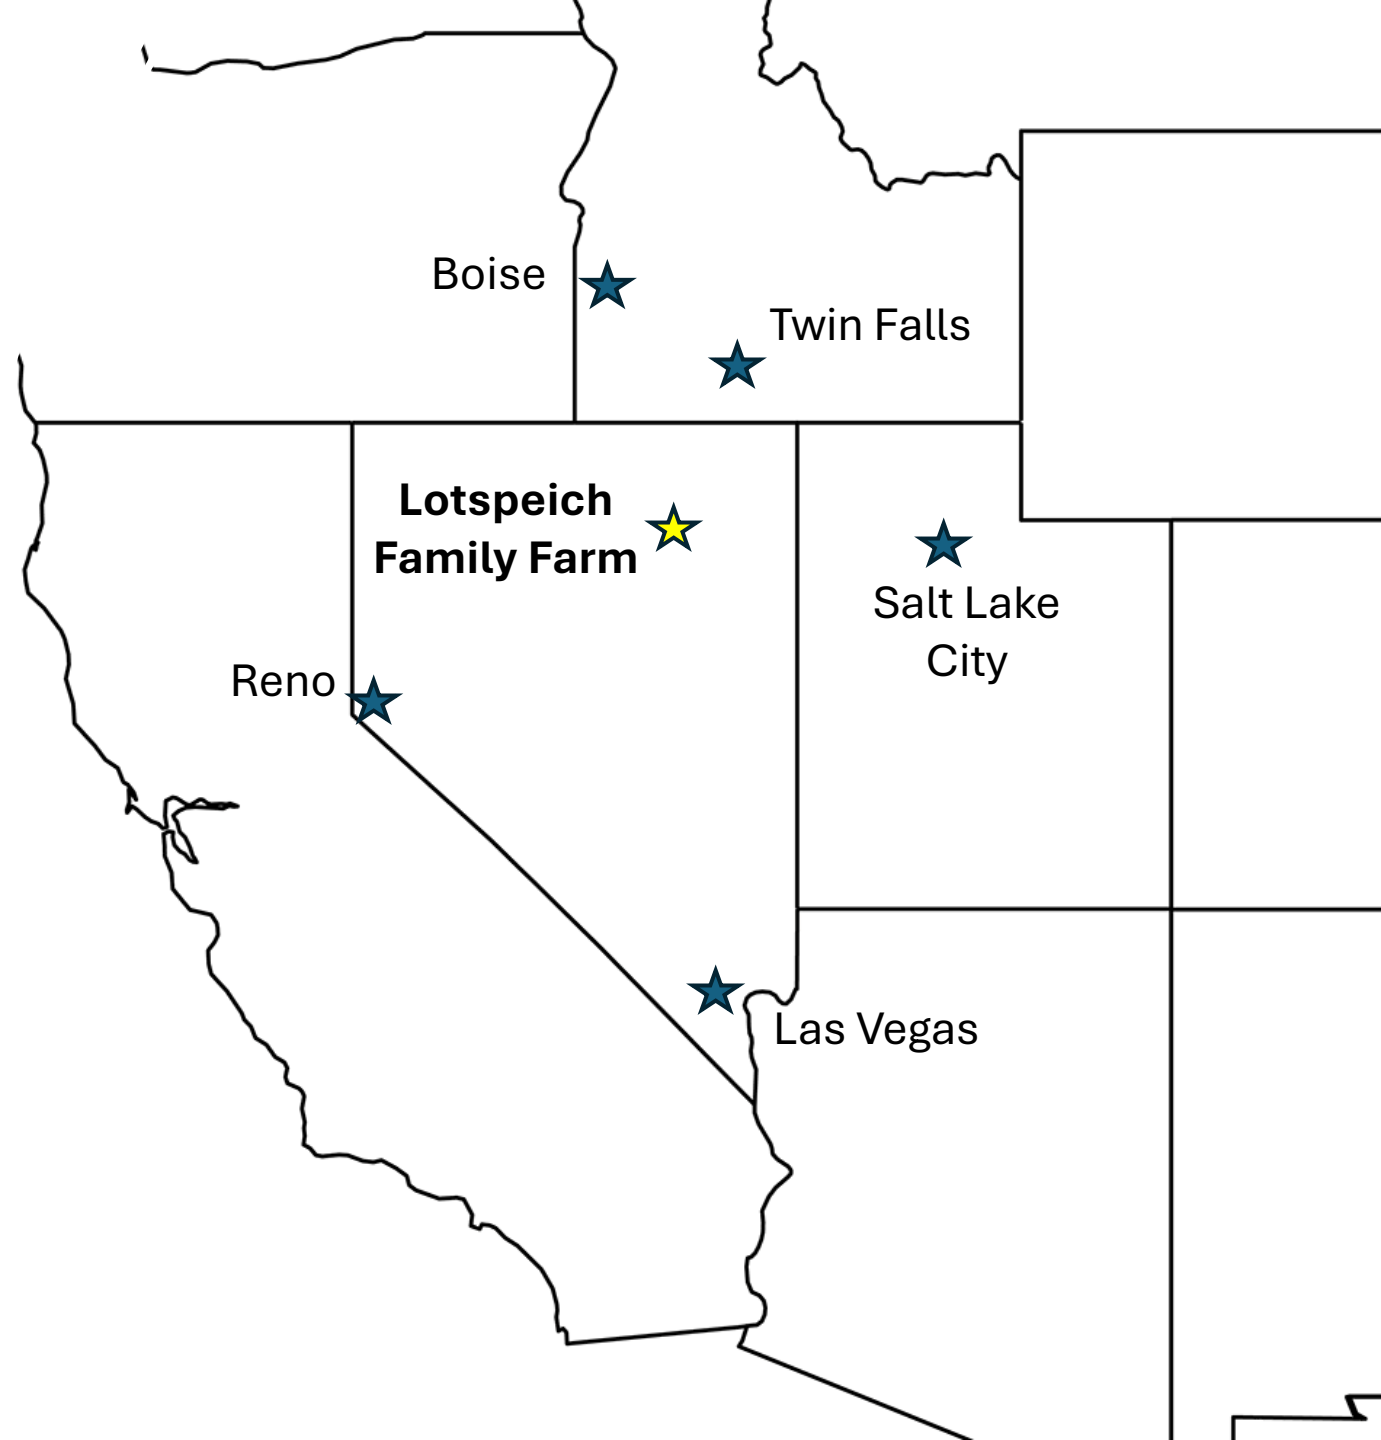 Boise
Twin Falls
Lotspeich
Family Farm
Salt Lake
City
Reno
Las Vegas